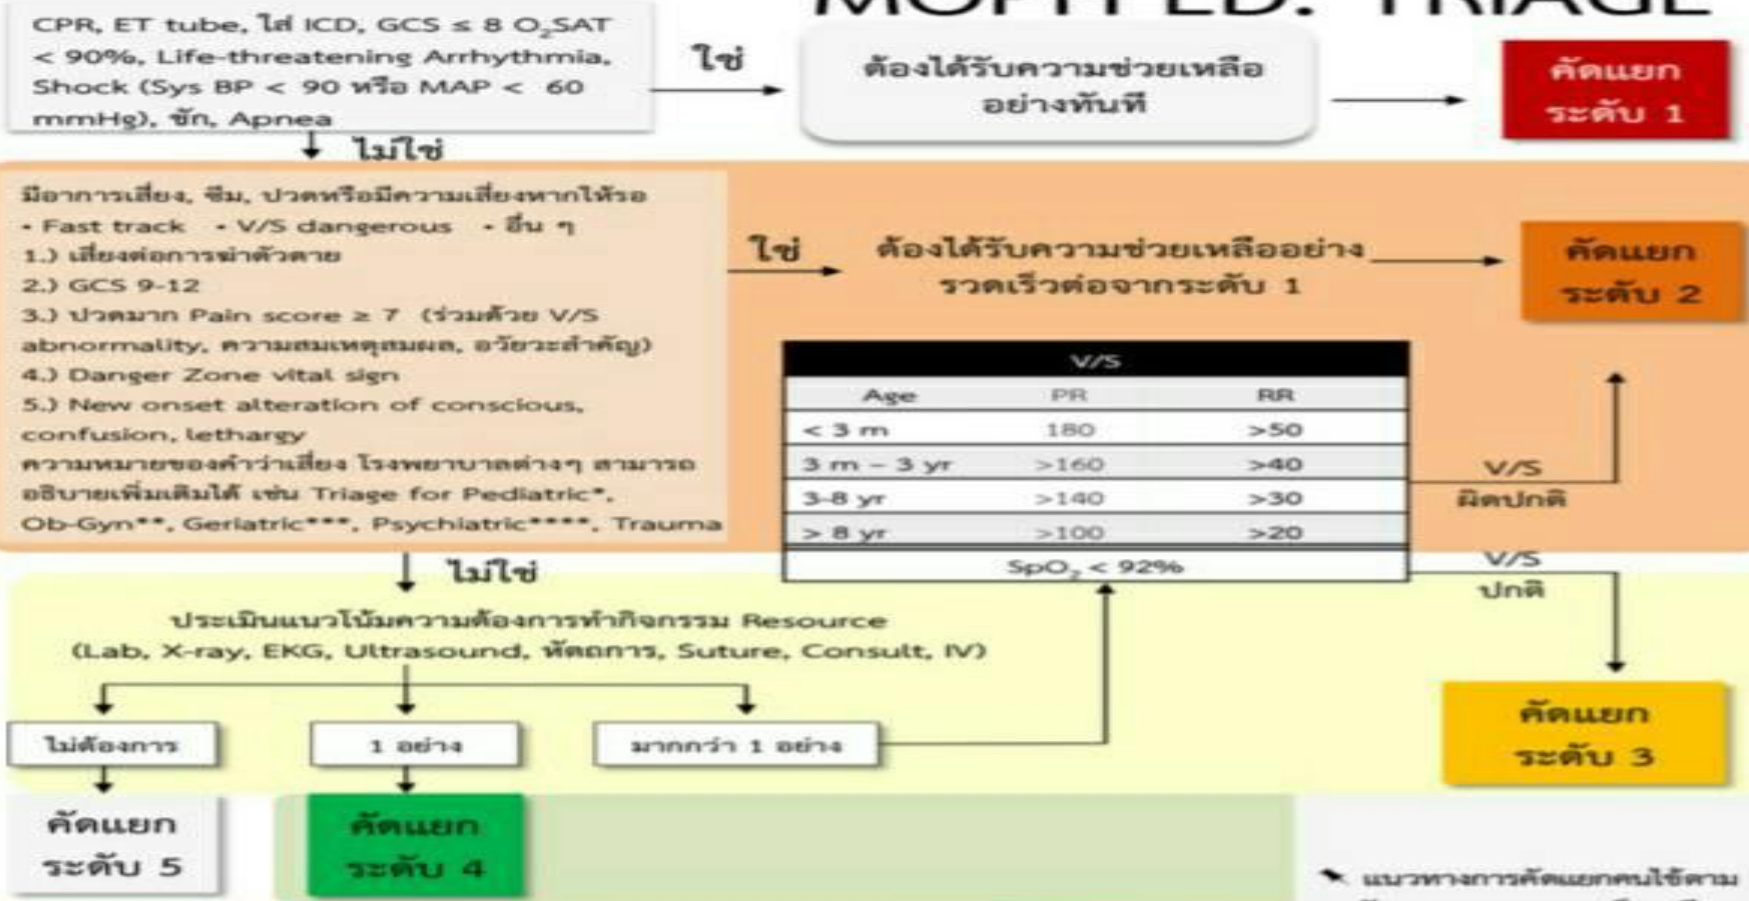 MOPH ED. TRIAGE
CPR, ET tube, ใส่ ICD, GCS ≤ 8 O₂SAT
< 90%, Life-threatening Arrhythmia,
Shock (Sys BP < 90 หรือ MAP < 60
mmHg), ชัก, Apnea
ใช่
ต้องได้รับความช่วยเหลือ
อย่างทันที
คัดแยก
ระดับ 1
ไม่ใช่
มีอาการเสี่ยง, ซึม, ปวดหรือมีความเสี่ยงหากให้รอ
• Fast track • V/S dangerous • อื่น ๆ
1.) เสี่ยงต่อการฆ่าตัวตาย
2.) GCS 9-12
3.) ปวดมาก Pain score ≥ 7 (ร่วมด้วย V/S
abnormality, ความสมเหตุสมผล, อวัยวะสำคัญ)
4.) Danger Zone vital sign
5.) New onset alteration of conscious,
confusion, lethargy
ความหมายของคำว่าเสี่ยง โรงพยาบาลต่างๆ สามารถ
อธิบายเพิ่มเติมได้ เช่น Triage for Pediatric*,
Ob-Gyn**, Geriatric***, Psychiatric****, Trauma
ใช่
ต้องได้รับความช่วยเหลืออย่าง
รวดเร็วต่อจากระดับ 1
คัดแยก
ระดับ 2
V/S
Age PR RR
< 3 m 180 >50
3 m – 3 yr >160 >40
3-8 yr >140 >30
> 8 yr >100 >20
SpO₂ < 92%
V/S
ผิดปกติ
V/S
ปกติ
ไม่ใช่
ประเมินแนวโน้มความต้องการทำกิจกรรม Resource
(Lab, X-ray, EKG, Ultrasound, หัตถการ, Suture, Consult, IV)
ไม่ต้องการ
1 อย่าง
มากกว่า 1 อย่าง
คัดแยก
ระดับ 3
คัดแยก
ระดับ 5
คัดแยก
ระดับ 4
แนวทางการคัดแยกคนไข้ตาม